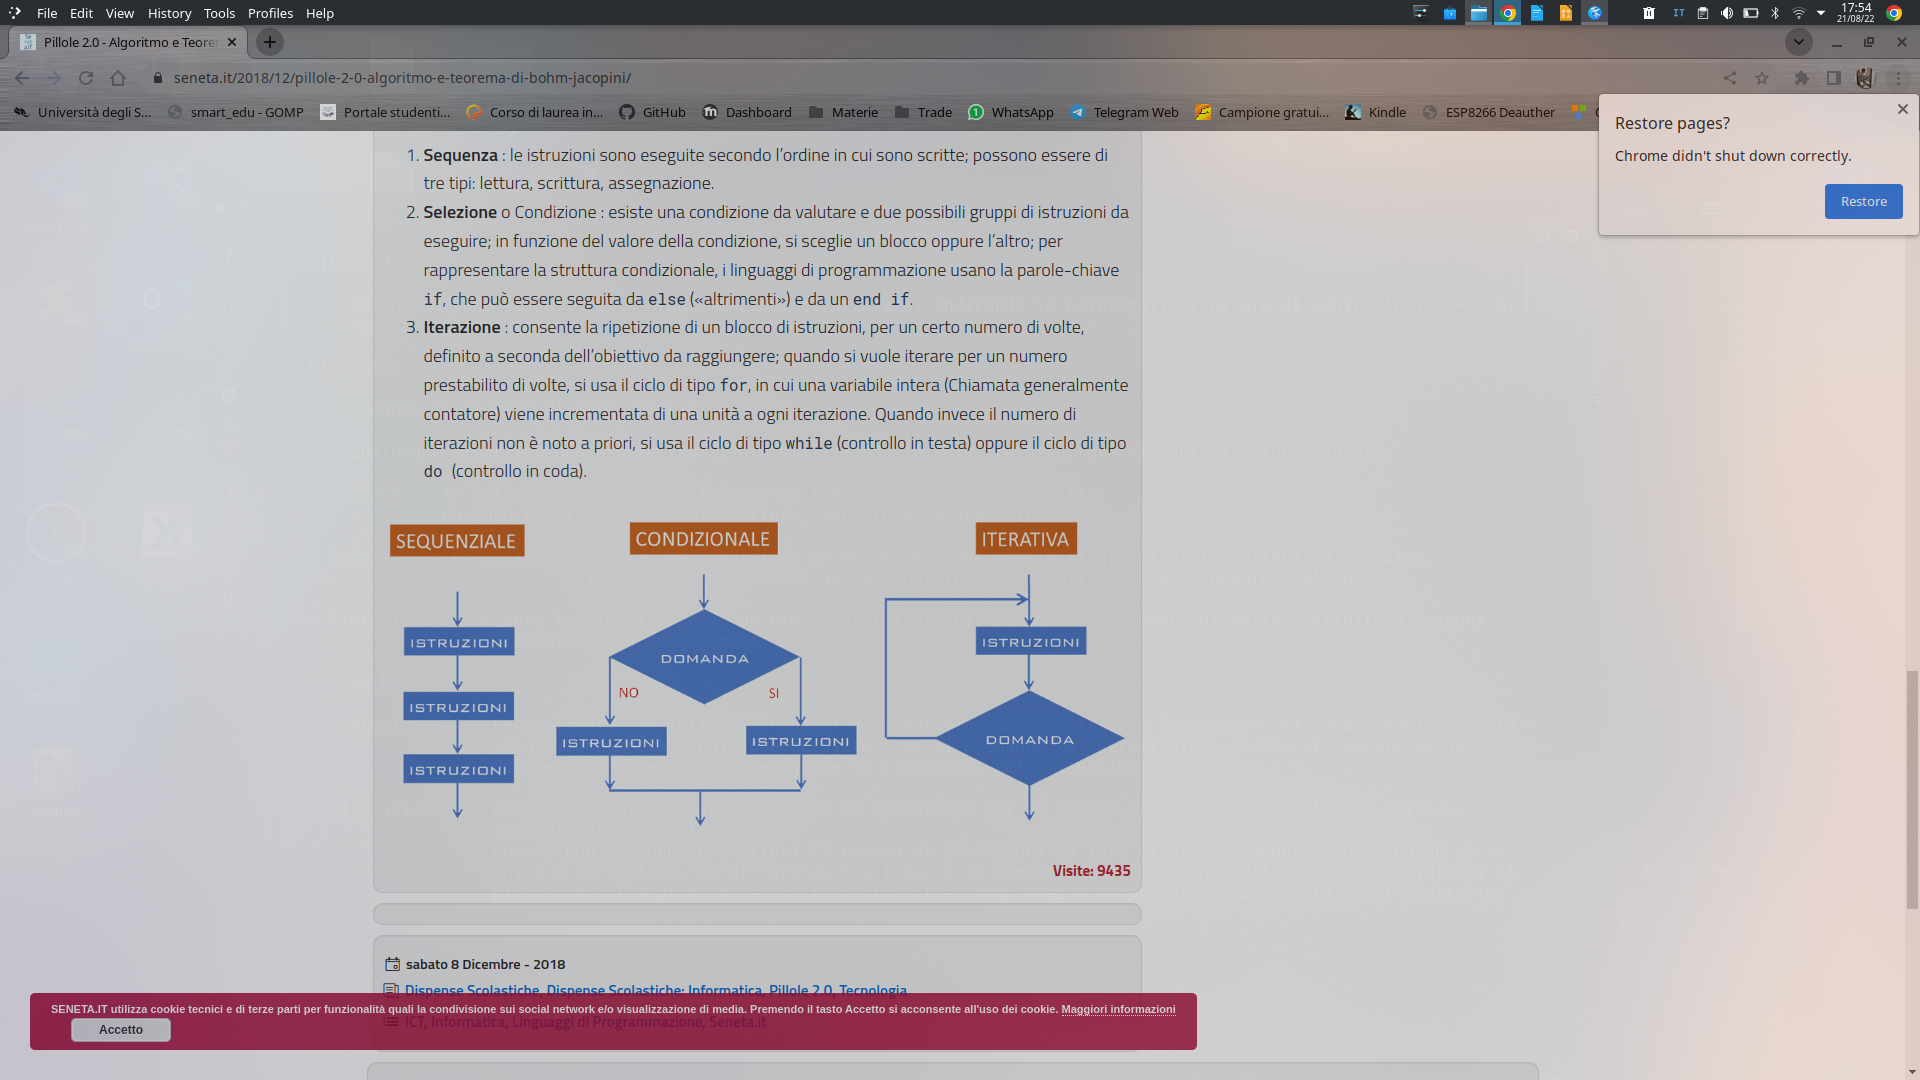 File Edit View History Tools Profiles Help
IT
17:54
21/08/22
Pillole 2.0 - Algoritmo e Teore
seneta.it/2018/12/pillole-2-0-algoritmo-e-teorema-di-bohm-jacopini/
Università degli S... smart_edu - GOMP Portale studenti... Corso di laurea in... GitHub Dashboard Materie Trade WhatsApp Telegram Web Campione gratui... Kindle ESP8266 Deauther
Restore pages?
Chrome didn't shut down correctly.
Restore
1. Sequenza : le istruzioni sono eseguite secondo l’ordine in cui sono scritte; possono essere di
tre tipi: lettura, scrittura, assegnazione.
2. Selezione o Condizione : esiste una condizione da valutare e due possibili gruppi di istruzioni da
eseguire; in funzione del valore della condizione, si sceglie un blocco oppure l’altro; per
rappresentare la struttura condizionale, i linguaggi di programmazione usano la parole-chiave
if, che può essere seguita da else («altrimenti») e da un end if.
3. Iterazione : consente la ripetizione di un blocco di istruzioni, per un certo numero di volte,
definito a seconda dell’obiettivo da raggiungere; quando si vuole iterare per un numero
prestabilito di volte, si usa il ciclo di tipo for, in cui una variabile intera (Chiamata generalmente
contatore) viene incrementata di una unità a ogni iterazione. Quando invece il numero di
iterazioni non è noto a priori, si usa il ciclo di tipo while (controllo in testa) oppure il ciclo di tipo
do (controllo in coda).
SEQUENZIALE
ISTRUZIONI
ISTRUZIONI
ISTRUZIONI
CONDIZIONALE
DOMANDA
NO
SI
ISTRUZIONI
ISTRUZIONI
ITERATIVA
ISTRUZIONI
DOMANDA
Visite: 9435
sabato 8 Dicembre - 2018
Dispense Scolastiche, Dispense Scolastiche: Informatica, Pillole 2.0, Tecnologia
ICT, Informatica, Linguaggi di Programmazione, Seneta.it
SENETA.IT utilizza cookie tecnici e di terze parti per funzionalità quali la condivisione sui social network e/o visualizzazione di media. Premendo il tasto Accetto si acconsente all'uso dei cookie. Maggiori informazioni
Accetto